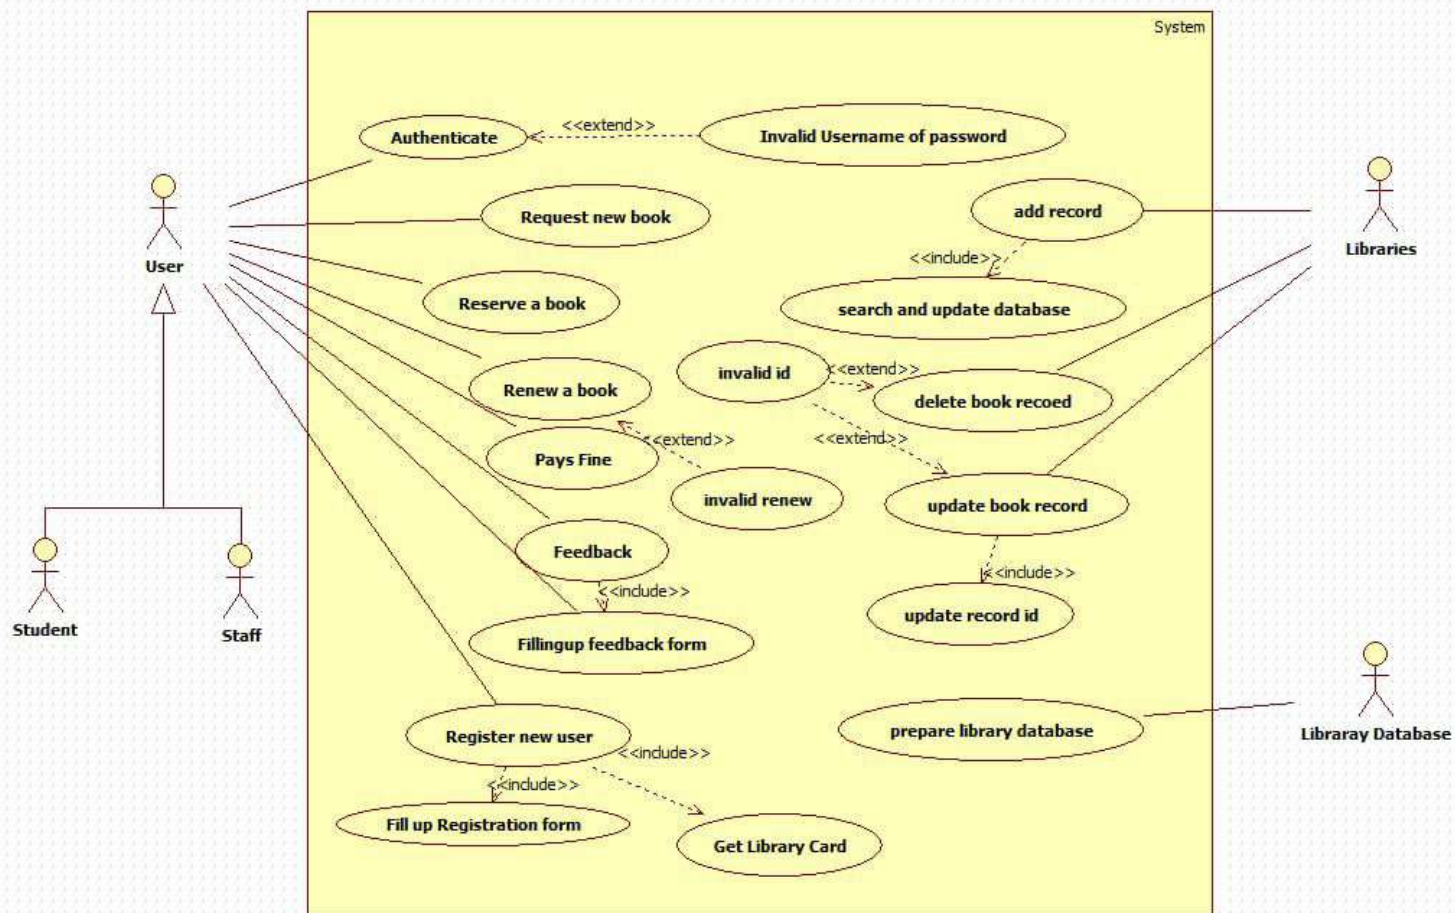 System
Authenticate
<<extend>>
Invalid Username of password
Request new book
add record
User
Libraries
<<include>>
Reserve a book
search and update database
invalid id
<<extend>>
Renew a book
delete book recoed
<<extend>>
<<extend>>
Pays Fine
invalid renew
update book record
Feedback
<<include>>
<<include>>
update record id
Student
Staff
Fillingup feedback form
Register new user
prepare library database
Libraray Database
<<include>>
<<include>>
Fill up Registration form
Get Library Card